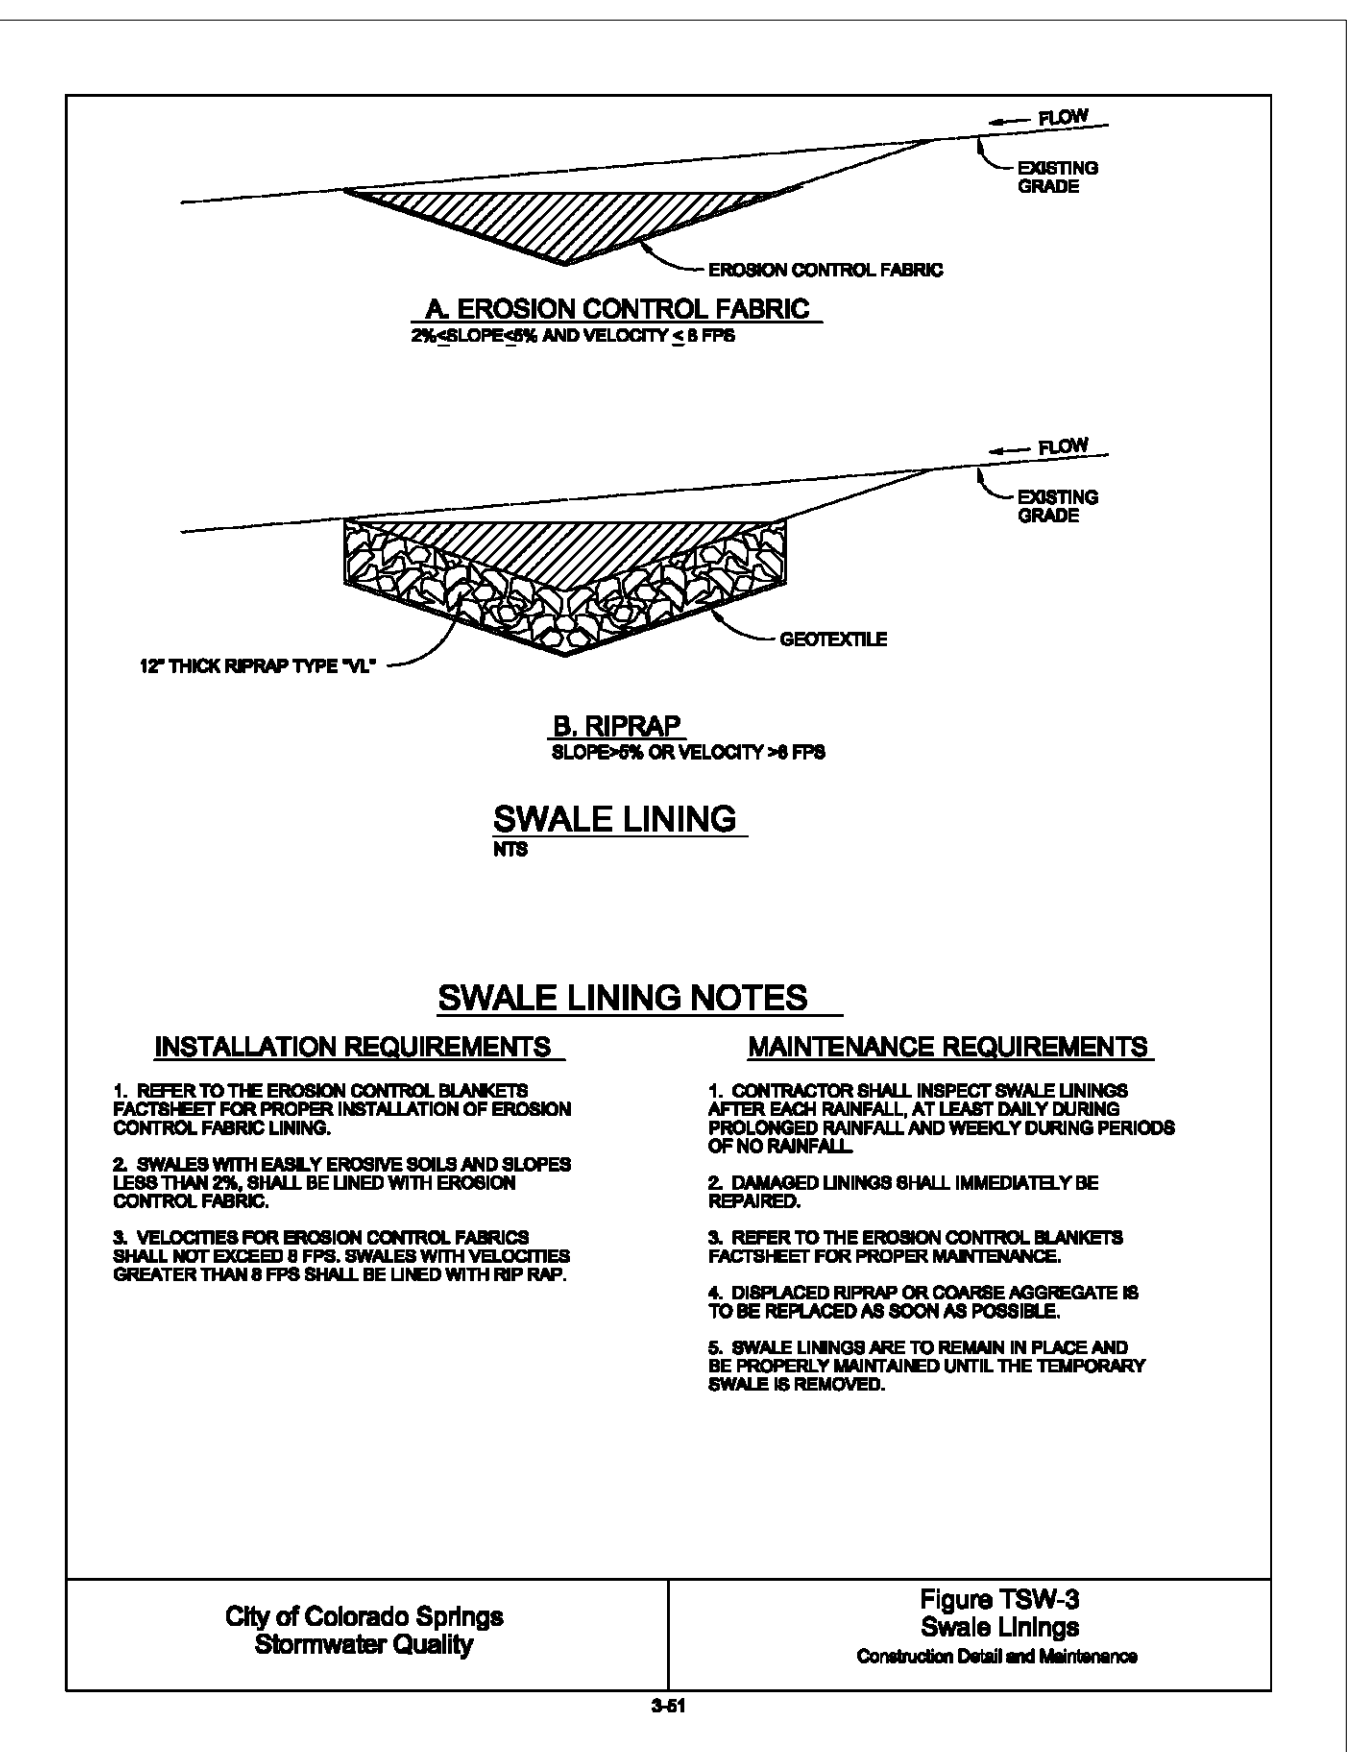 FLOW
EXISTING
GRADE
EROSION CONTROL FABRIC
A. EROSION CONTROL FABRIC
2%≤SLOPE≤5% AND VELOCITY ≤ 8 FPS
FLOW
EXISTING
GRADE
GEOTEXTILE
12" THICK RIPRAP TYPE "VL"
B. RIPRAP
SLOPE>5% OR VELOCITY >8 FPS
SWALE LINING
NTS
SWALE LINING NOTES
INSTALLATION REQUIREMENTS
1. REFER TO THE EROSION CONTROL BLANKETS
FACTSHEET FOR PROPER INSTALLATION OF EROSION
CONTROL FABRIC LINING.
2. SWALES WITH EASILY EROSIVE SOILS AND SLOPES
LESS THAN 2%, SHALL BE LINED WITH EROSION
CONTROL FABRIC.
3. VELOCITIES FOR EROSION CONTROL FABRICS
SHALL NOT EXCEED 8 FPS. SWALES WITH VELOCITIES
GREATER THAN 8 FPS SHALL BE LINED WITH RIP RAP.
MAINTENANCE REQUIREMENTS
1. CONTRACTOR SHALL INSPECT SWALE LININGS
AFTER EACH RAINFALL, AT LEAST DAILY DURING
PROLONGED RAINFALL AND WEEKLY DURING PERIODS
OF NO RAINFALL.
2. DAMAGED LININGS SHALL IMMEDIATELY BE
REPAIRED.
3. REFER TO THE EROSION CONTROL BLANKETS
FACTSHEET FOR PROPER MAINTENANCE.
4. DISPLACED RIPRAP OR COARSE AGGREGATE IS
TO BE REPLACED AS SOON AS POSSIBLE.
5. SWALE LININGS ARE TO REMAIN IN PLACE AND
BE PROPERLY MAINTAINED UNTIL THE TEMPORARY
SWALE IS REMOVED.
City of Colorado Springs
Stormwater Quality
Figure TSW-3
Swale Linings
Construction Detail and Maintenance
3-51